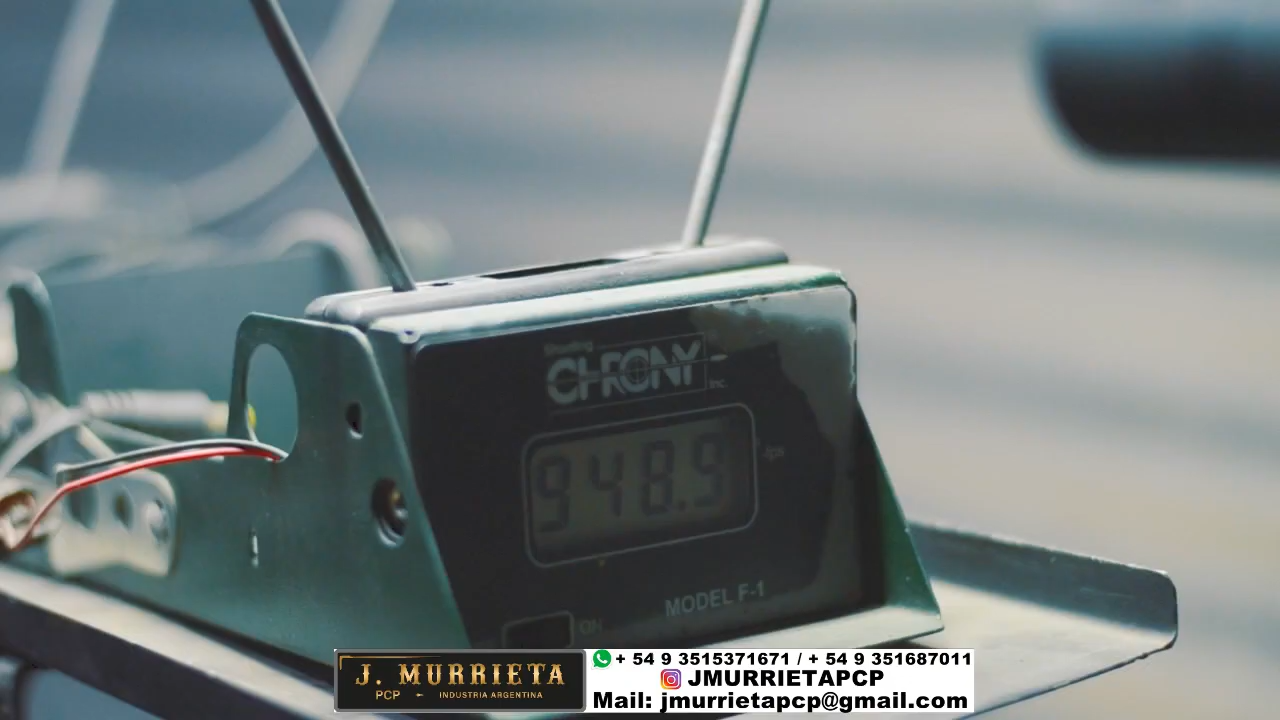 Shooting
CHRONY
Inc.
948.9
fps
MODEL F-1
ON
J. MURRIETA
PCP - INDUSTRIA ARGENTINA
+ 54 9 3515371671 / + 54 9 351687011
JMURRIETAPCP
Mail: jmurrietapcp@gmail.com